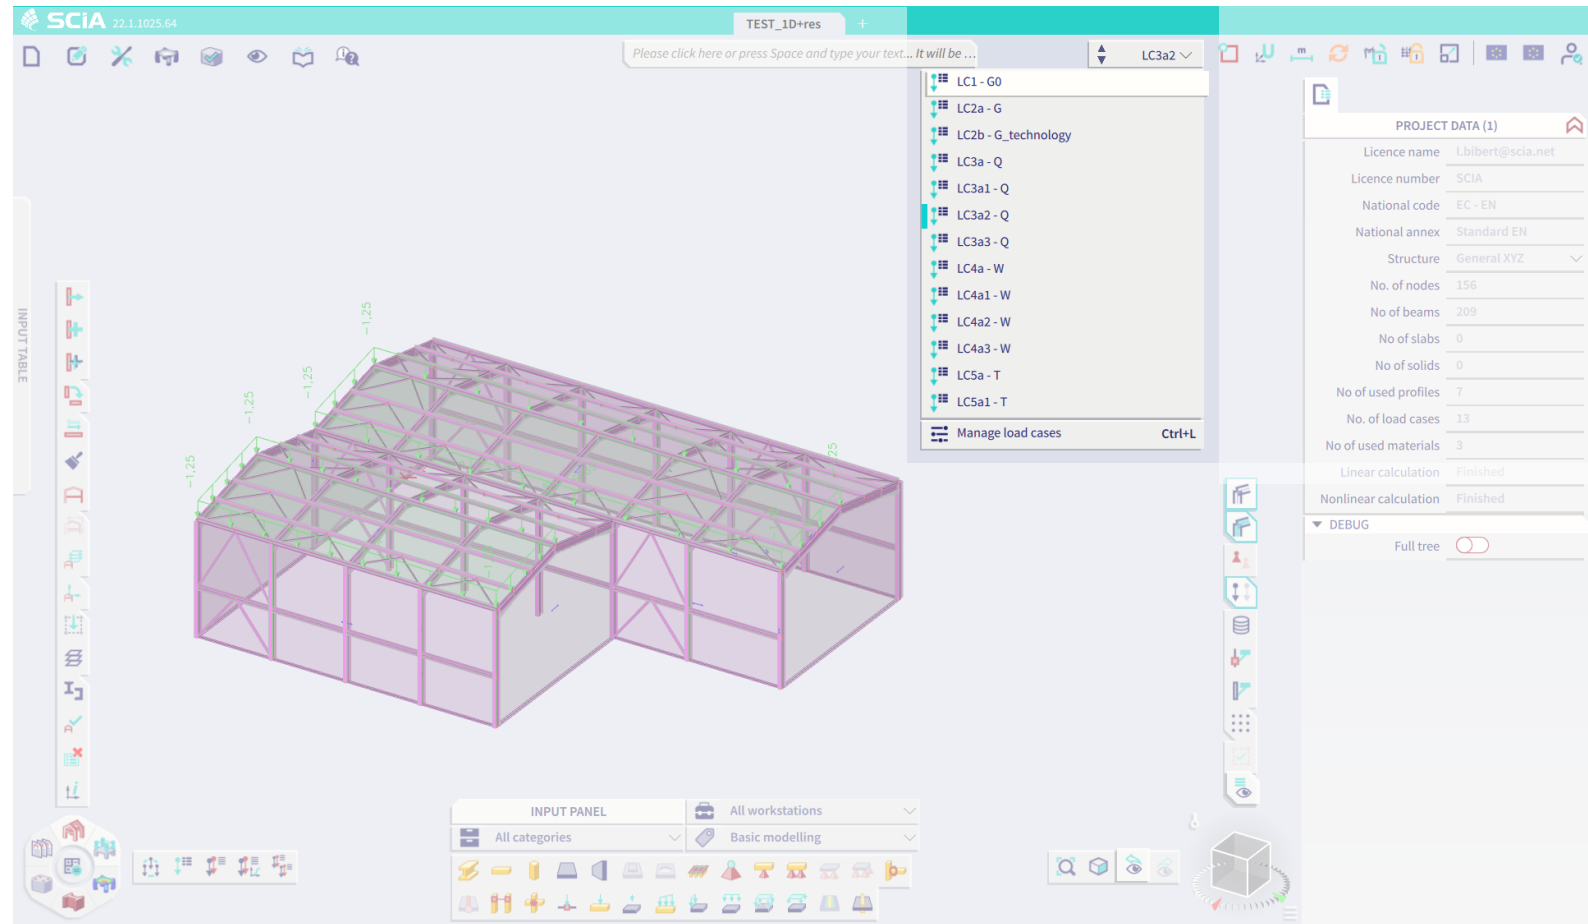 SCiA 22.1.1025.64
TEST_1D+res
+
Please click here or press Space and type your text... It will be ...
LC3a2
LC1 - G0
LC2a - G
LC2b - G_technology
LC3a - Q
LC3a1 - Q
LC3a2 - Q
LC3a3 - Q
LC4a - W
LC4a1 - W
LC4a2 - W
LC4a3 - W
LC5a - T
LC5a1 - T
Manage load cases Ctrl+L
PROJECT DATA (1)
Licence name l.bibert@scia.net
Licence number SCIA
National code EC - EN
National annex Standard EN
Structure General XYZ
No. of nodes 156
No of beams 209
No of slabs 0
No of solids 0
No of used profiles 7
No. of load cases 13
No of used materials 3
Linear calculation Finished
Nonlinear calculation Finished
DEBUG
Full tree
INPUT TABLE
-1,25
-1,25
-1,25
-1,25
25
INPUT PANEL
All workstations
All categories
Basic modelling